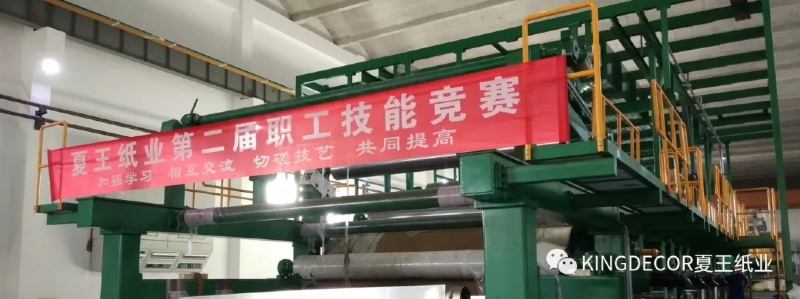 夏王纸业第二届职工技能竞赛
加强学习 相互交流 切磋技艺 共同提高
KINGDECOR夏王纸业